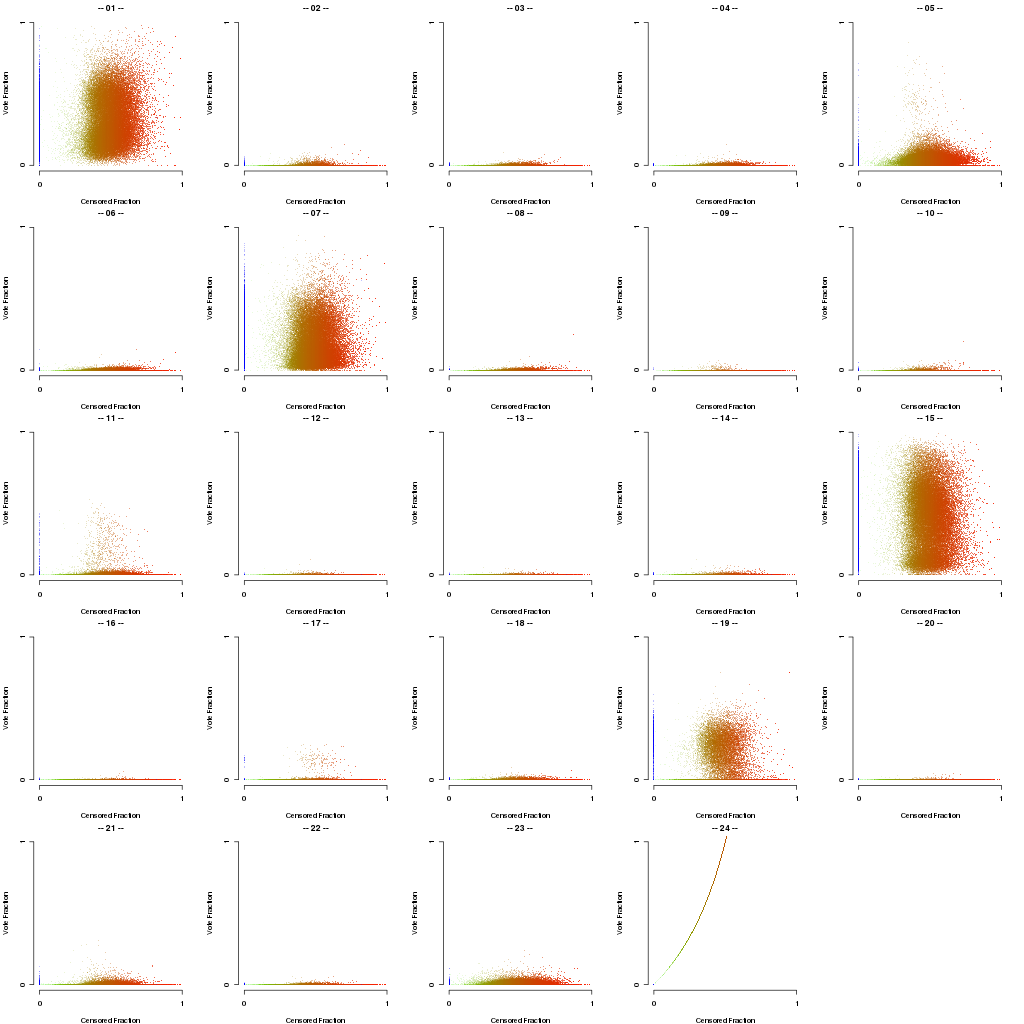 -- 01 -- -- 02 -- -- 03 -- -- 04 -- -- 05 --
1 1 1 1 1
Vote Fraction Vote Fraction Vote Fraction Vote Fraction Vote Fraction
0 0 0 0 0
0 1 0 1 0 1 0 1 0 1
Censored Fraction Censored Fraction Censored Fraction Censored Fraction Censored Fraction
-- 06 -- -- 07 -- -- 08 -- -- 09 -- -- 10 --
1 1 1 1 1
Vote Fraction Vote Fraction Vote Fraction Vote Fraction Vote Fraction
0 0 0 0 0
0 1 0 1 0 1 0 1 0 1
Censored Fraction Censored Fraction Censored Fraction Censored Fraction Censored Fraction
-- 11 -- -- 12 -- -- 13 -- -- 14 -- -- 15 --
1 1 1 1 1
Vote Fraction Vote Fraction Vote Fraction Vote Fraction Vote Fraction
0 0 0 0 0
0 1 0 1 0 1 0 1 0 1
Censored Fraction Censored Fraction Censored Fraction Censored Fraction Censored Fraction
-- 16 -- -- 17 -- -- 18 -- -- 19 -- -- 20 --
1 1 1 1 1
Vote Fraction Vote Fraction Vote Fraction Vote Fraction Vote Fraction
0 0 0 0 0
0 1 0 1 0 1 0 1 0 1
Censored Fraction Censored Fraction Censored Fraction Censored Fraction Censored Fraction
-- 21 -- -- 22 -- -- 23 -- -- 24 --
1 1 1 1
Vote Fraction Vote Fraction Vote Fraction Vote Fraction
0 0 0 0
0 1 0 1 0 1 0 1
Censored Fraction Censored Fraction Censored Fraction Censored Fraction